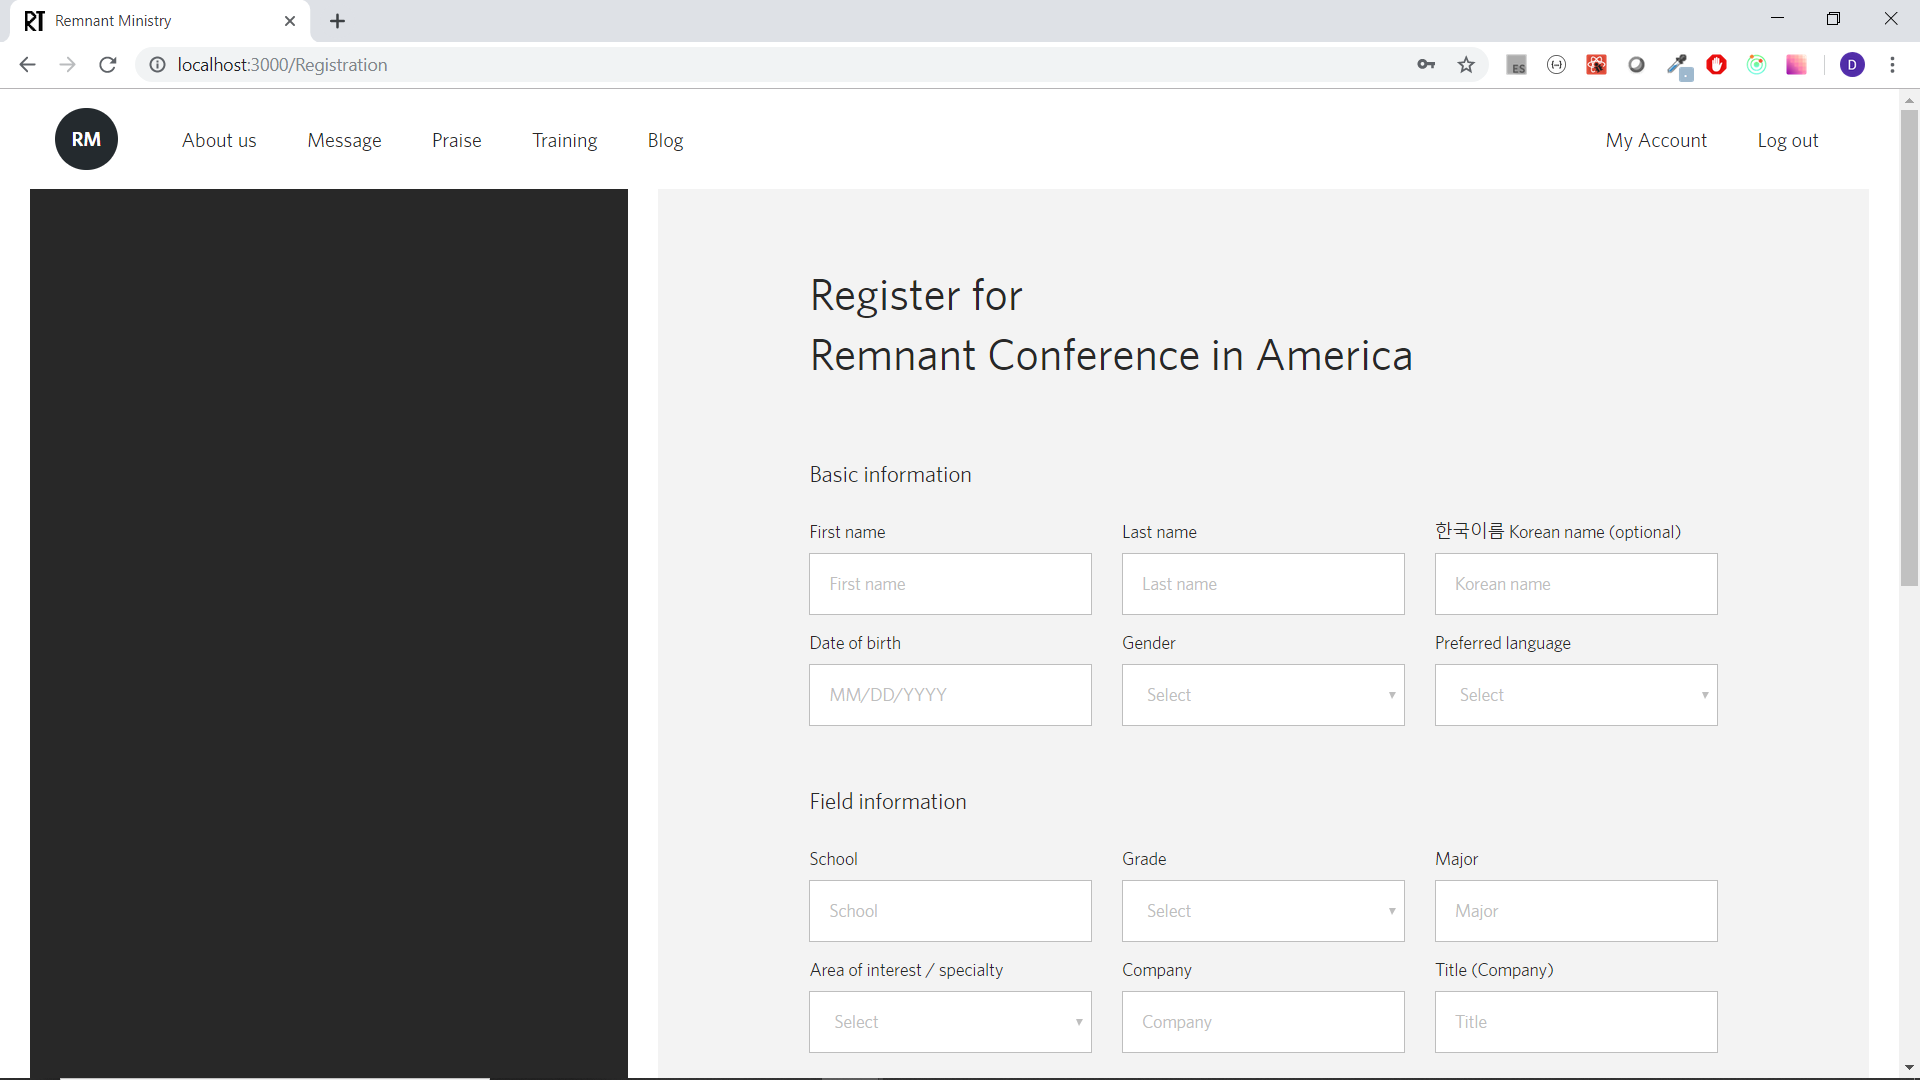 RT Remnant Ministry
localhost:3000/Registration
ES
D
RM About us Message Praise Training Blog My Account Log out
Register for
Remnant Conference in America
Basic information
First name Last name 한국이름 Korean name (optional)
First name Last name Korean name
Date of birth Gender Preferred language
MM/DD/YYYY Select Select
Field information
School Grade Major
School Select Major
Area of interest / specialty Company Title (Company)
Select Company Title